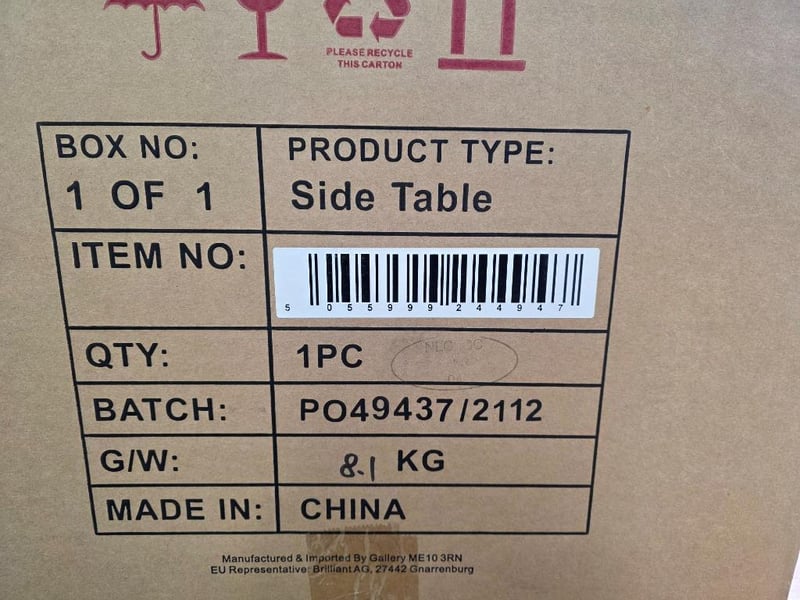 PLEASE RECYCLE
THIS CARTON
BOX NO:
1 OF 1
PRODUCT TYPE:
Side Table
ITEM NO:
5 055999 244947
QTY:
1PC
BATCH:
PO49437/2112
G/W:
8.1 KG
MADE IN:
CHINA
Manufactured & Imported By Gallery ME10 3RN
EU Representative: Brilliant AG, 27442 Gnarrenburg